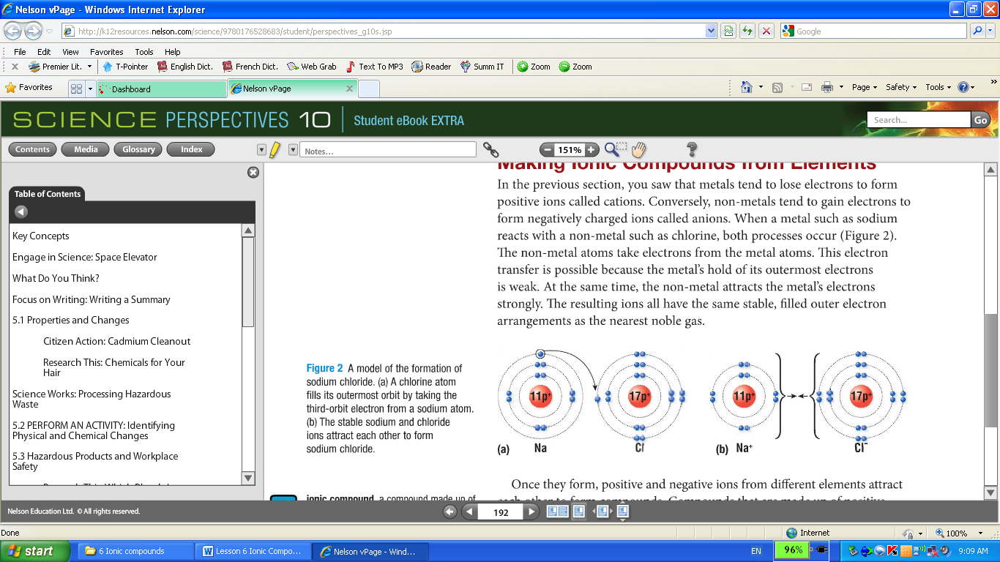 Nelson vPage - Windows Internet Explorer
http://k12resources.nelson.com/science/9780176528683/student/perspectives_g10s.jsp
Google
File Edit View Favorites Tools Help
Premier Lit. T-Pointer English Dict. French Dict. Web Grab Text To MP3 Reader Summ IT Zoom Zoom
Favorites Dashboard Nelson vPage Page Safety Tools
SCIENCE PERSPECTIVES 10 Student eBook EXTRA
Search... Go
Contents Media Glossary Index Notes... 151%
Table of Contents
Key Concepts
Engage in Science: Space Elevator
What Do You Think?
Focus on Writing: Writing a Summary
5.1 Properties and Changes
Citizen Action: Cadmium Cleanout
Research This: Chemicals for Your
Hair
Science Works: Processing Hazardous
Waste
5.2 PERFORM AN ACTIVITY: Identifying
Physical and Chemical Changes
5.3 Hazardous Products and Workplace
Safety
Making Ionic Compounds from Elements
In the previous section, you saw that metals tend to lose electrons to form
positive ions called cations. Conversely, non-metals tend to gain electrons to
form negatively charged ions called anions. When a metal such as sodium
reacts with a non-metal such as chlorine, both processes occur (Figure 2).
The non-metal atoms take electrons from the metal atoms. This electron
transfer is possible because the metal's hold of its outermost electrons
is weak. At the same time, the non-metal attracts the metal's electrons
strongly. The resulting ions all have the same stable, filled outer electron
arrangements as the nearest noble gas.
Figure 2 A model of the formation of
sodium chloride. (a) A chlorine atom
fills its outermost orbit by taking the
third-orbit electron from a sodium atom.
(b) The stable sodium and chloride
ions attract each other to form
sodium chloride.
11p+ 17p+ 11p+ 17p+
(a) Na Cl (b) Na+ Cl−
Once they form, positive and negative ions from different elements attract
each other to form compounds. Compounds that are made up of positive
ionic compound a compound made up of
Nelson Education Ltd. © All rights reserved.
192
Done Internet 100%
start 6 Ionic compounds Lesson 6 Ionic Compo... Nelson vPage - Wind... EN 96% 9:09 AM